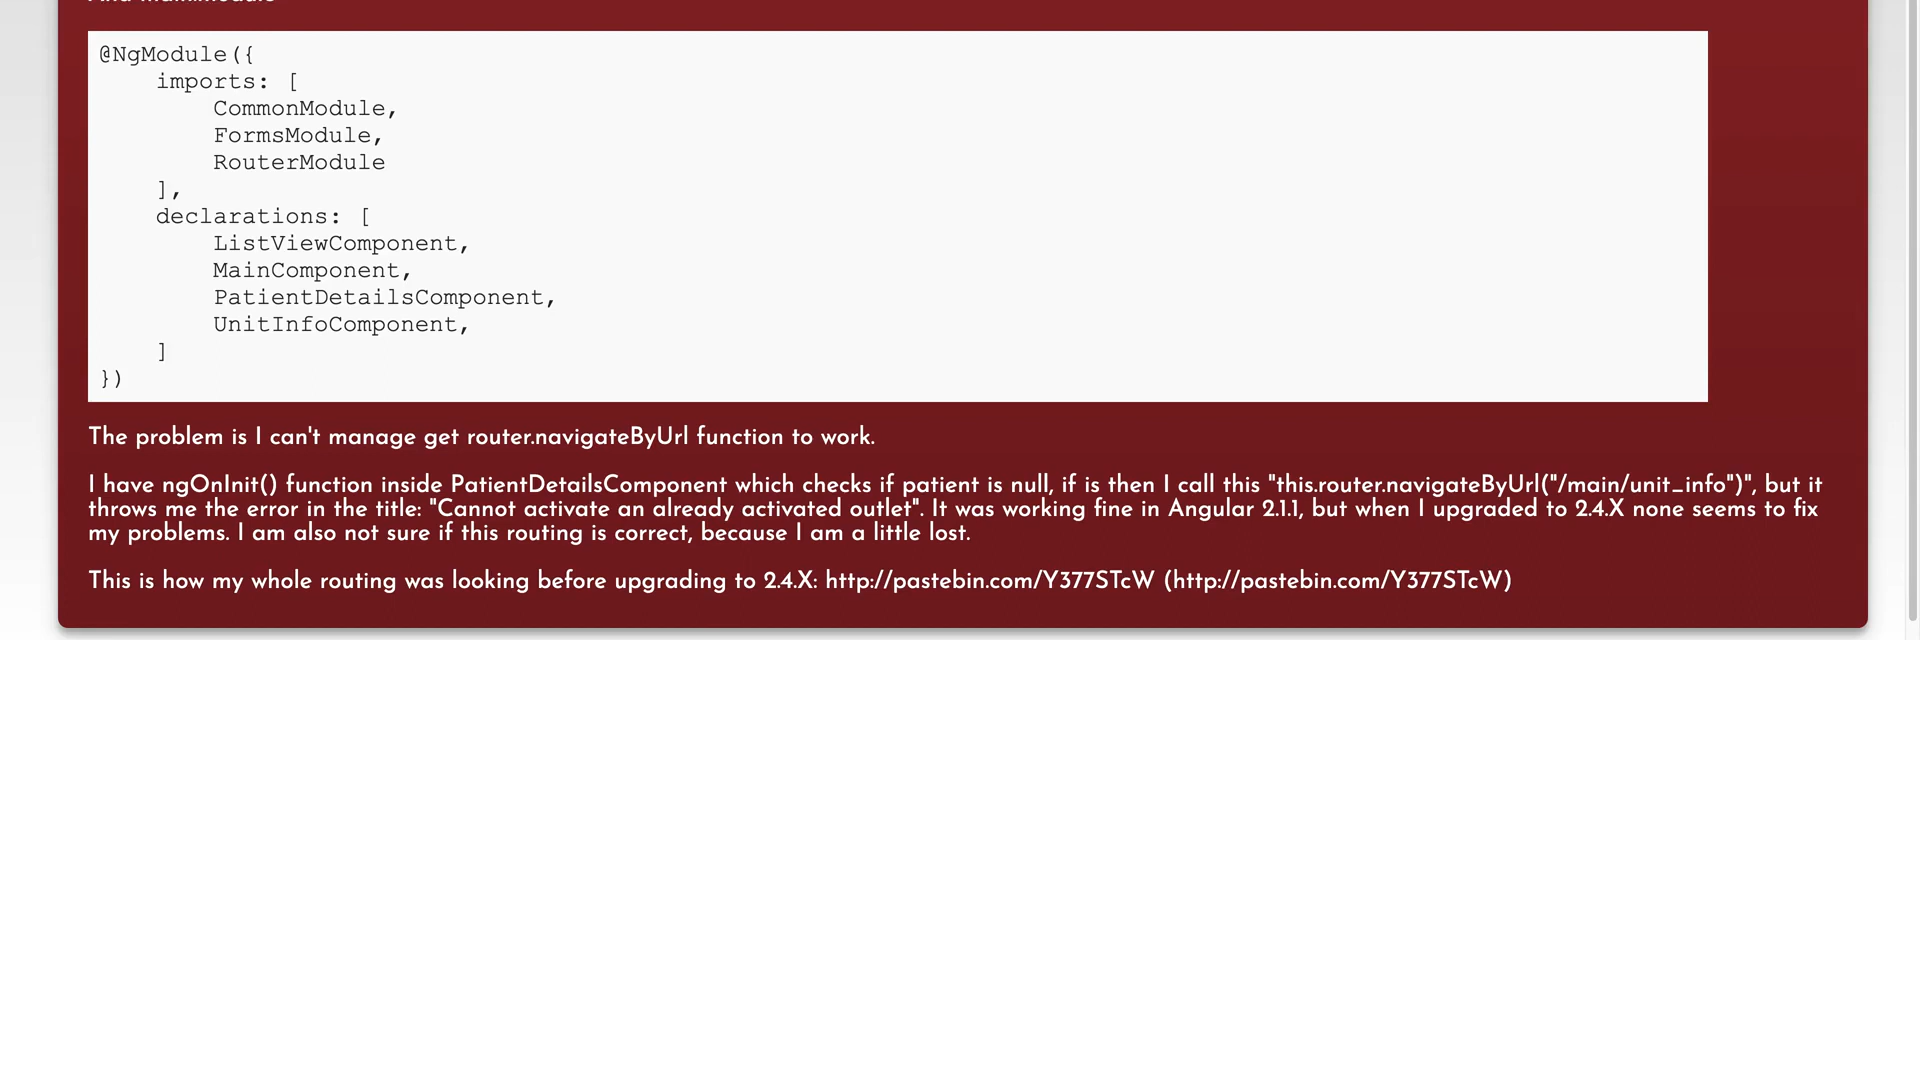 @NgModule({
    imports: [
        CommonModule,
        FormsModule,
        RouterModule
    ],
    declarations: [
        ListViewComponent,
        MainComponent,
        PatientDetailsComponent,
        UnitInfoComponent,
    ]
})
The problem is I can't manage get router.navigateByUrl function to work.
I have ngOnInit() function inside PatientDetailsComponent which checks if patient is null, if is then I call this "this.router.navigateByUrl("/main/unit_info")", but it
throws me the error in the title: "Cannot activate an already activated outlet". It was working fine in Angular 2.1.1, but when I upgraded to 2.4.X none seems to fix
my problems. I am also not sure if this routing is correct, because I am a little lost.
This is how my whole routing was looking before upgrading to 2.4.X: http://pastebin.com/Y377STcW (http://pastebin.com/Y377STcW)